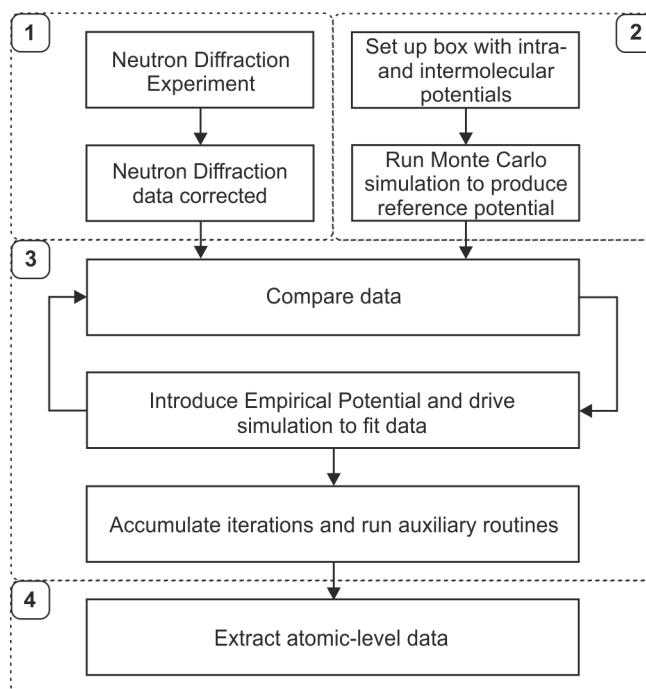 1
Neutron Diffraction
Experiment
Neutron Diffraction
data corrected
2
Set up box with intra-
and intermolecular
potentials
Run Monte Carlo
simulation to produce
reference potential
3
Compare data
Introduce Empirical Potential and drive
simulation to fit data
Accumulate iterations and run auxiliary routines
4
Extract atomic-level data